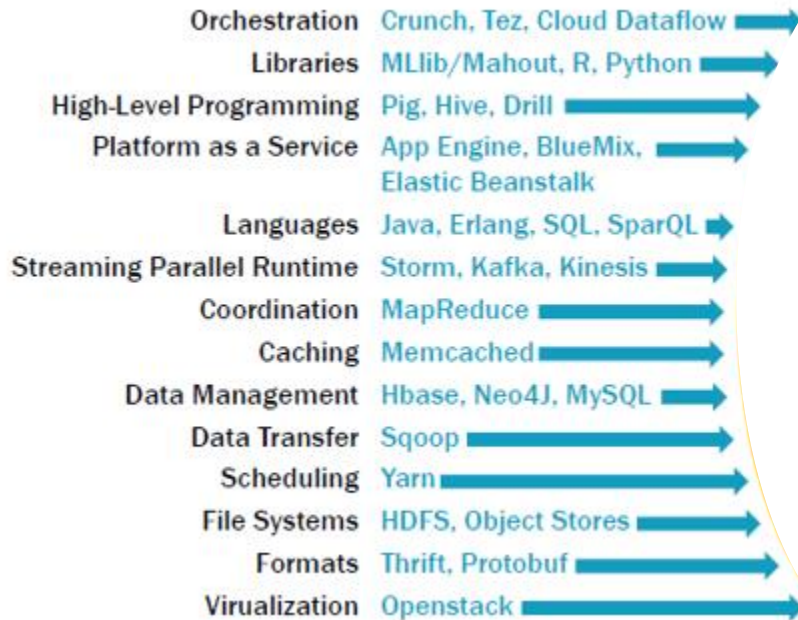 Orchestration Crunch, Tez, Cloud Dataflow
Libraries MLlib/Mahout, R, Python
High-Level Programming Pig, Hive, Drill
Platform as a Service App Engine, BlueMix,
Elastic Beanstalk
Languages Java, Erlang, SQL, SparQL
Streaming Parallel Runtime Storm, Kafka, Kinesis
Coordination MapReduce
Caching Memcached
Data Management Hbase, Neo4J, MySQL
Data Transfer Sqoop
Scheduling Yarn
File Systems HDFS, Object Stores
Formats Thrift, Protobuf
Virualization Openstack